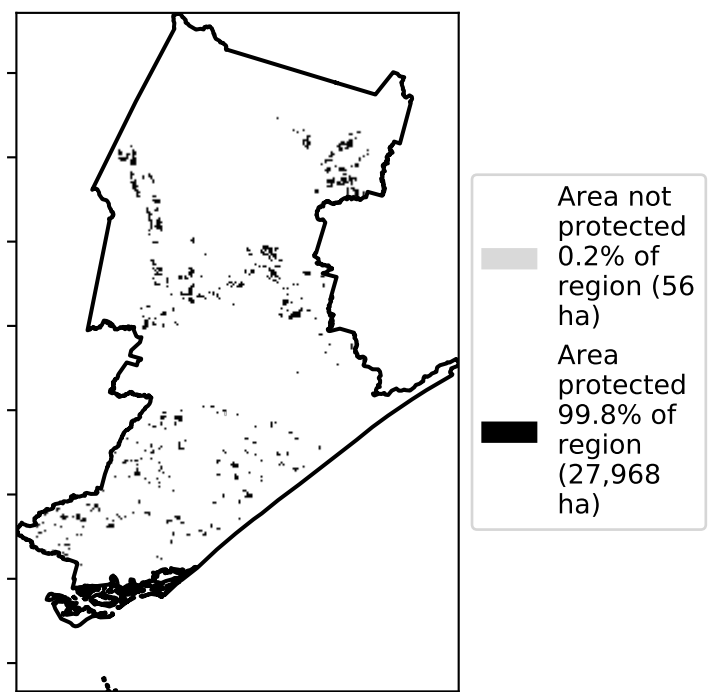 Area not
protected
0.2% of
region (56
ha)
Area
protected
99.8% of
region
(27,968
ha)